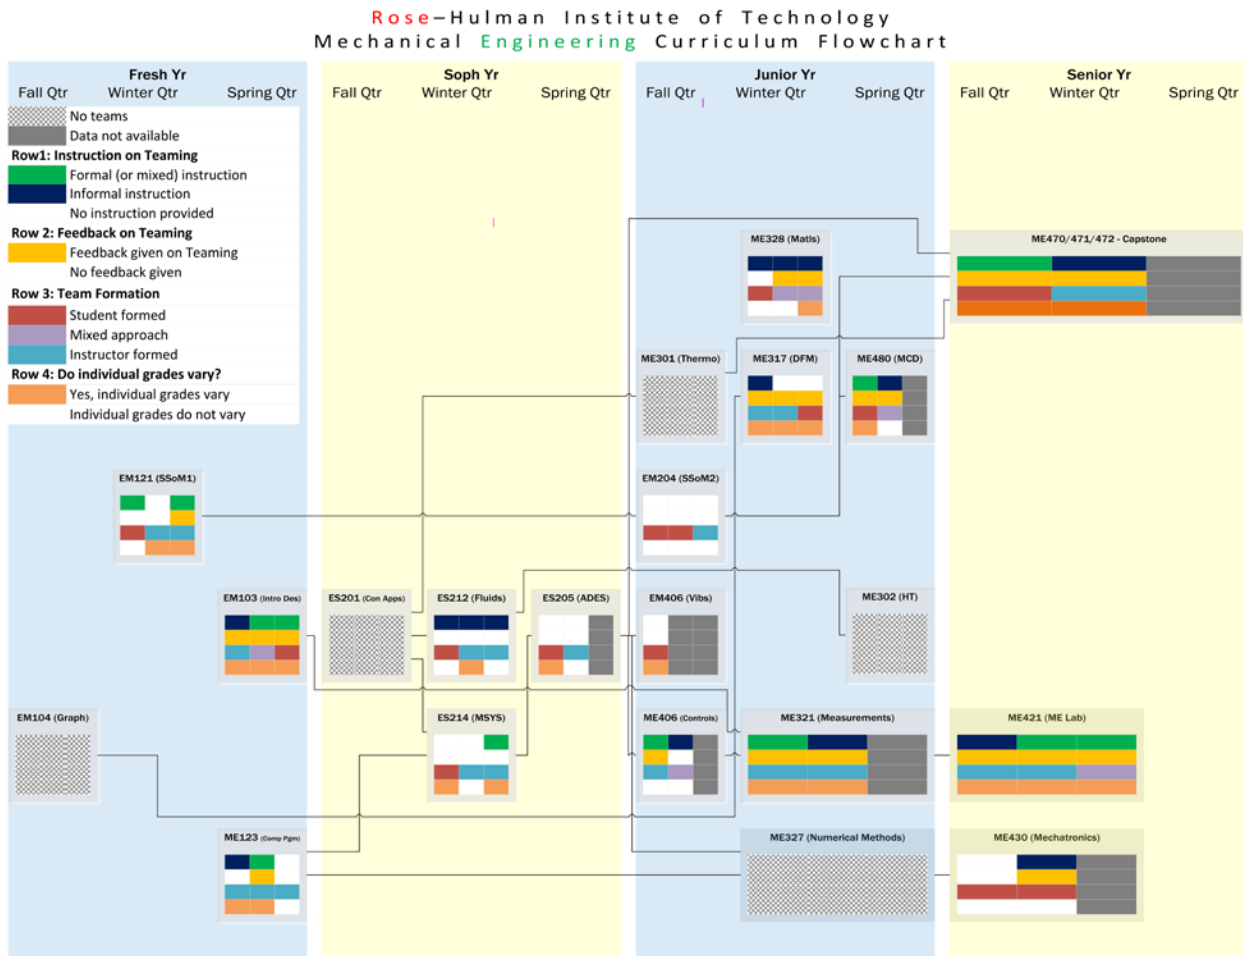 Rose–Hulman Institute of Technology
Mechanical Engineering Curriculum Flowchart
Fresh Yr
Fall Qtr Winter Qtr Spring Qtr
Soph Yr
Fall Qtr Winter Qtr Spring Qtr
Junior Yr
Fall Qtr Winter Qtr Spring Qtr
Senior Yr
Fall Qtr Winter Qtr Spring Qtr
No teams
Data not available
Row1: Instruction on Teaming
Formal (or mixed) instruction
Informal instruction
No instruction provided
Row 2: Feedback on Teaming
Feedback given on Teaming
No feedback given
Row 3: Team Formation
Student formed
Mixed approach
Instructor formed
Row 4: Do individual grades vary?
Yes, individual grades vary
Individual grades do not vary
ME328 (Matls)
ME470/471/472 - Capstone
ME301 (Thermo)
ME317 (DFM)
ME480 (MCD)
EM121 (SSoM1)
EM204 (SSoM2)
EM103 (Intro Des)
ES201 (Con Apps)
ES212 (Fluids)
ES205 (ADES)
EM406 (Vibs)
ME302 (HT)
EM104 (Graph)
ES214 (MSYS)
ME406 (Controls)
ME321 (Measurements)
ME421 (ME Lab)
ME123 (Comp Pgm)
ME327 (Numerical Methods)
ME430 (Mechatronics)